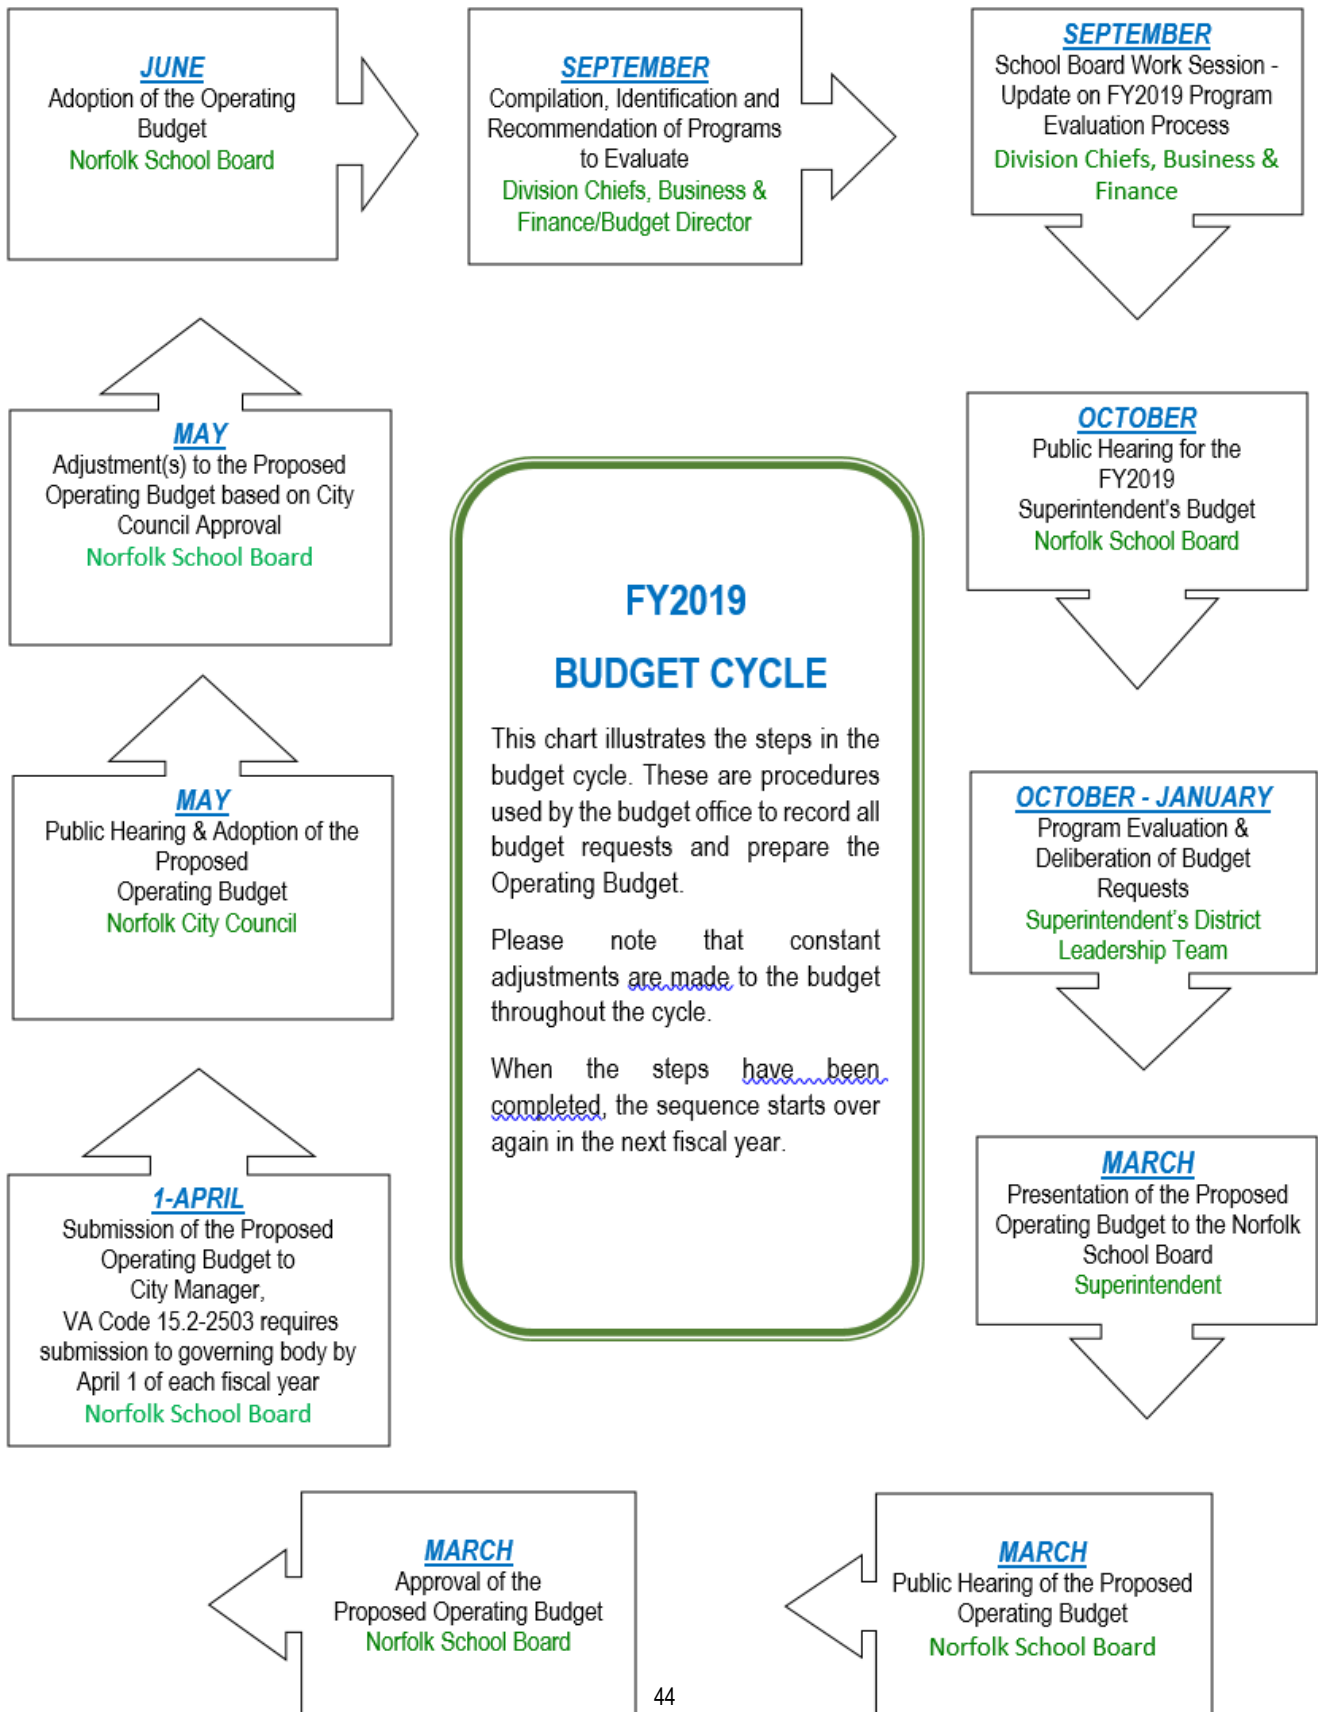 JUNE
Adoption of the Operating
Budget
Norfolk School Board
SEPTEMBER
Compilation, Identification and
Recommendation of Programs
to Evaluate
Division Chiefs, Business &
Finance/Budget Director
SEPTEMBER
School Board Work Session -
Update on FY2019 Program
Evaluation Process
Division Chiefs, Business &
Finance
OCTOBER
Public Hearing for the
FY2019
Superintendent's Budget
Norfolk School Board
OCTOBER - JANUARY
Program Evaluation &
Deliberation of Budget
Requests
Superintendent's District
Leadership Team
MARCH
Presentation of the Proposed
Operating Budget to the Norfolk
School Board
Superintendent
MARCH
Public Hearing of the Proposed
Operating Budget
Norfolk School Board
MARCH
Approval of the
Proposed Operating Budget
Norfolk School Board
1-APRIL
Submission of the Proposed
Operating Budget to
City Manager,
VA Code 15.2-2503 requires
submission to governing body by
April 1 of each fiscal year
Norfolk School Board
MAY
Public Hearing & Adoption of the
Proposed
Operating Budget
Norfolk City Council
MAY
Adjustment(s) to the Proposed
Operating Budget based on City
Council Approval
Norfolk School Board
FY2019
BUDGET CYCLE
This chart illustrates the steps in the
budget cycle. These are procedures
used by the budget office to record all
budget requests and prepare the
Operating Budget.
Please note that constant
adjustments are made to the budget
throughout the cycle.
When the steps have been
completed, the sequence starts over
again in the next fiscal year.
44